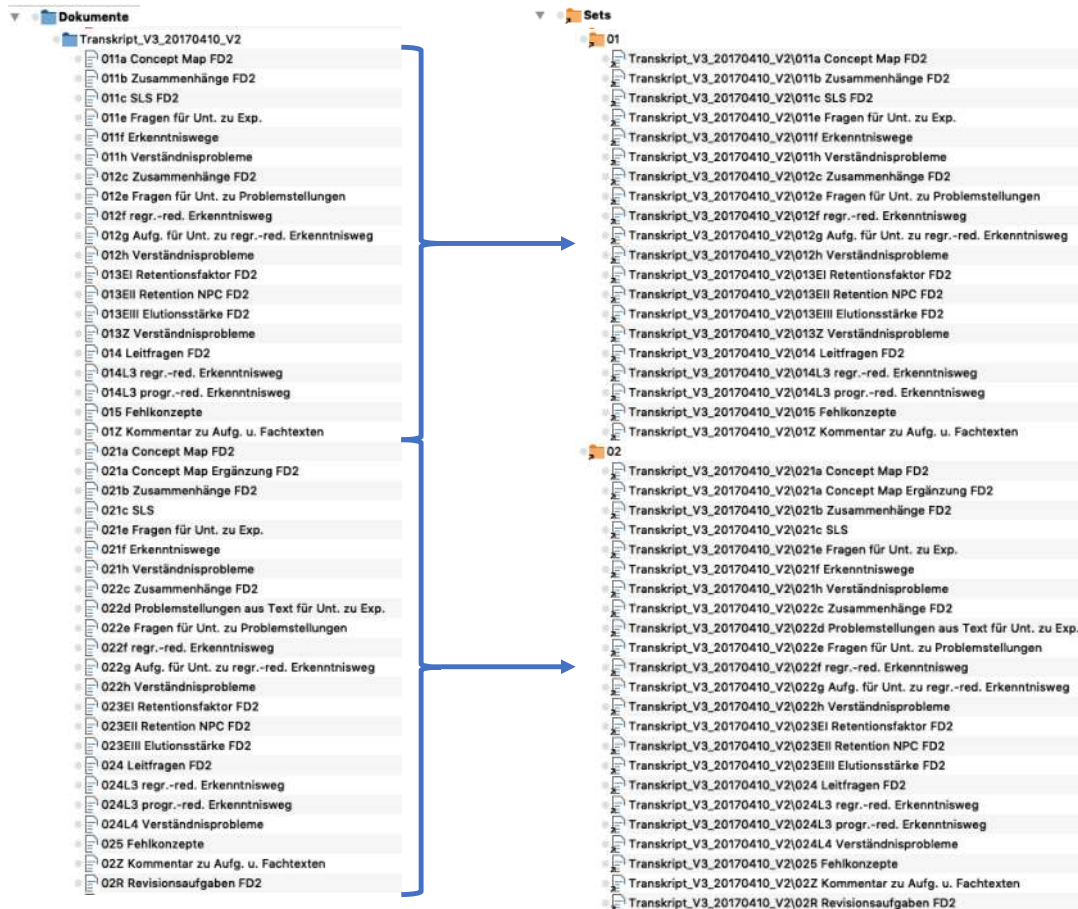 Dokumente
Transkript_V3_20170410_V2
011a Concept Map FD2
011b Zusammenhänge FD2
011c SLS FD2
011e Fragen für Unt. zu Exp.
011f Erkenntniswege
011h Verständnisprobleme
012c Zusammenhänge FD2
012e Fragen für Unt. zu Problemstellungen
012f regr.-red. Erkenntnisweg
012g Aufg. für Unt. zu regr.-red. Erkenntnisweg
012h Verständnisprobleme
013EI Retentionsfaktor FD2
013EII Retention NPC FD2
013EIII Elutionsstärke FD2
013Z Verständnisprobleme
014 Leitfragen FD2
014L3 regr.-red. Erkenntnisweg
014L3 progr.-red. Erkenntnisweg
015 Fehlkonzepte
01Z Kommentar zu Aufg. u. Fachtexten
021a Concept Map FD2
021a Concept Map Ergänzung FD2
021b Zusammenhänge FD2
021c SLS
021e Fragen für Unt. zu Exp.
021f Erkenntniswege
021h Verständnisprobleme
022c Zusammenhänge FD2
022d Problemstellungen aus Text für Unt. zu Exp.
022e Fragen für Unt. zu Problemstellungen
022f regr.-red. Erkenntnisweg
022g Aufg. für Unt. zu regr.-red. Erkenntnisweg
022h Verständnisprobleme
023EI Retentionsfaktor FD2
023EII Retention NPC FD2
023EIII Elutionsstärke FD2
024 Leitfragen FD2
024L3 regr.-red. Erkenntnisweg
024L3 progr.-red. Erkenntnisweg
024L4 Verständnisprobleme
025 Fehlkonzepte
02Z Kommentar zu Aufg. u. Fachtexten
02R Revisionsaufgaben FD2
Sets
01
Transkript_V3_20170410_V2\011a Concept Map FD2
Transkript_V3_20170410_V2\011b Zusammenhänge FD2
Transkript_V3_20170410_V2\011c SLS FD2
Transkript_V3_20170410_V2\011e Fragen für Unt. zu Exp.
Transkript_V3_20170410_V2\011f Erkenntniswege
Transkript_V3_20170410_V2\011h Verständnisprobleme
Transkript_V3_20170410_V2\012c Zusammenhänge FD2
Transkript_V3_20170410_V2\012e Fragen für Unt. zu Problemstellungen
Transkript_V3_20170410_V2\012f regr.-red. Erkenntnisweg
Transkript_V3_20170410_V2\012g Aufg. für Unt. zu regr.-red. Erkenntnisweg
Transkript_V3_20170410_V2\012h Verständnisprobleme
Transkript_V3_20170410_V2\013EI Retentionsfaktor FD2
Transkript_V3_20170410_V2\013EII Retention NPC FD2
Transkript_V3_20170410_V2\013EIII Elutionsstärke FD2
Transkript_V3_20170410_V2\013Z Verständnisprobleme
Transkript_V3_20170410_V2\014 Leitfragen FD2
Transkript_V3_20170410_V2\014L3 regr.-red. Erkenntnisweg
Transkript_V3_20170410_V2\014L3 progr.-red. Erkenntnisweg
Transkript_V3_20170410_V2\015 Fehlkonzepte
Transkript_V3_20170410_V2\01Z Kommentar zu Aufg. u. Fachtexten
02
Transkript_V3_20170410_V2\021a Concept Map FD2
Transkript_V3_20170410_V2\021a Concept Map Ergänzung FD2
Transkript_V3_20170410_V2\021b Zusammenhänge FD2
Transkript_V3_20170410_V2\021c SLS
Transkript_V3_20170410_V2\021e Fragen für Unt. zu Exp.
Transkript_V3_20170410_V2\021f Erkenntniswege
Transkript_V3_20170410_V2\021h Verständnisprobleme
Transkript_V3_20170410_V2\022c Zusammenhänge FD2
Transkript_V3_20170410_V2\022d Problemstellungen aus Text für Unt. zu Exp.
Transkript_V3_20170410_V2\022e Fragen für Unt. zu Problemstellungen
Transkript_V3_20170410_V2\022f regr.-red. Erkenntnisweg
Transkript_V3_20170410_V2\022g Aufg. für Unt. zu regr.-red. Erkenntnisweg
Transkript_V3_20170410_V2\022h Verständnisprobleme
Transkript_V3_20170410_V2\023EI Retentionsfaktor FD2
Transkript_V3_20170410_V2\023EII Retention NPC FD2
Transkript_V3_20170410_V2\023EIII Elutionsstärke FD2
Transkript_V3_20170410_V2\024 Leitfragen FD2
Transkript_V3_20170410_V2\024L3 regr.-red. Erkenntnisweg
Transkript_V3_20170410_V2\024L3 progr.-red. Erkenntnisweg
Transkript_V3_20170410_V2\024L4 Verständnisprobleme
Transkript_V3_20170410_V2\025 Fehlkonzepte
Transkript_V3_20170410_V2\02Z Kommentar zu Aufg. u. Fachtexten
Transkript_V3_20170410_V2\02R Revisionsaufgaben FD2